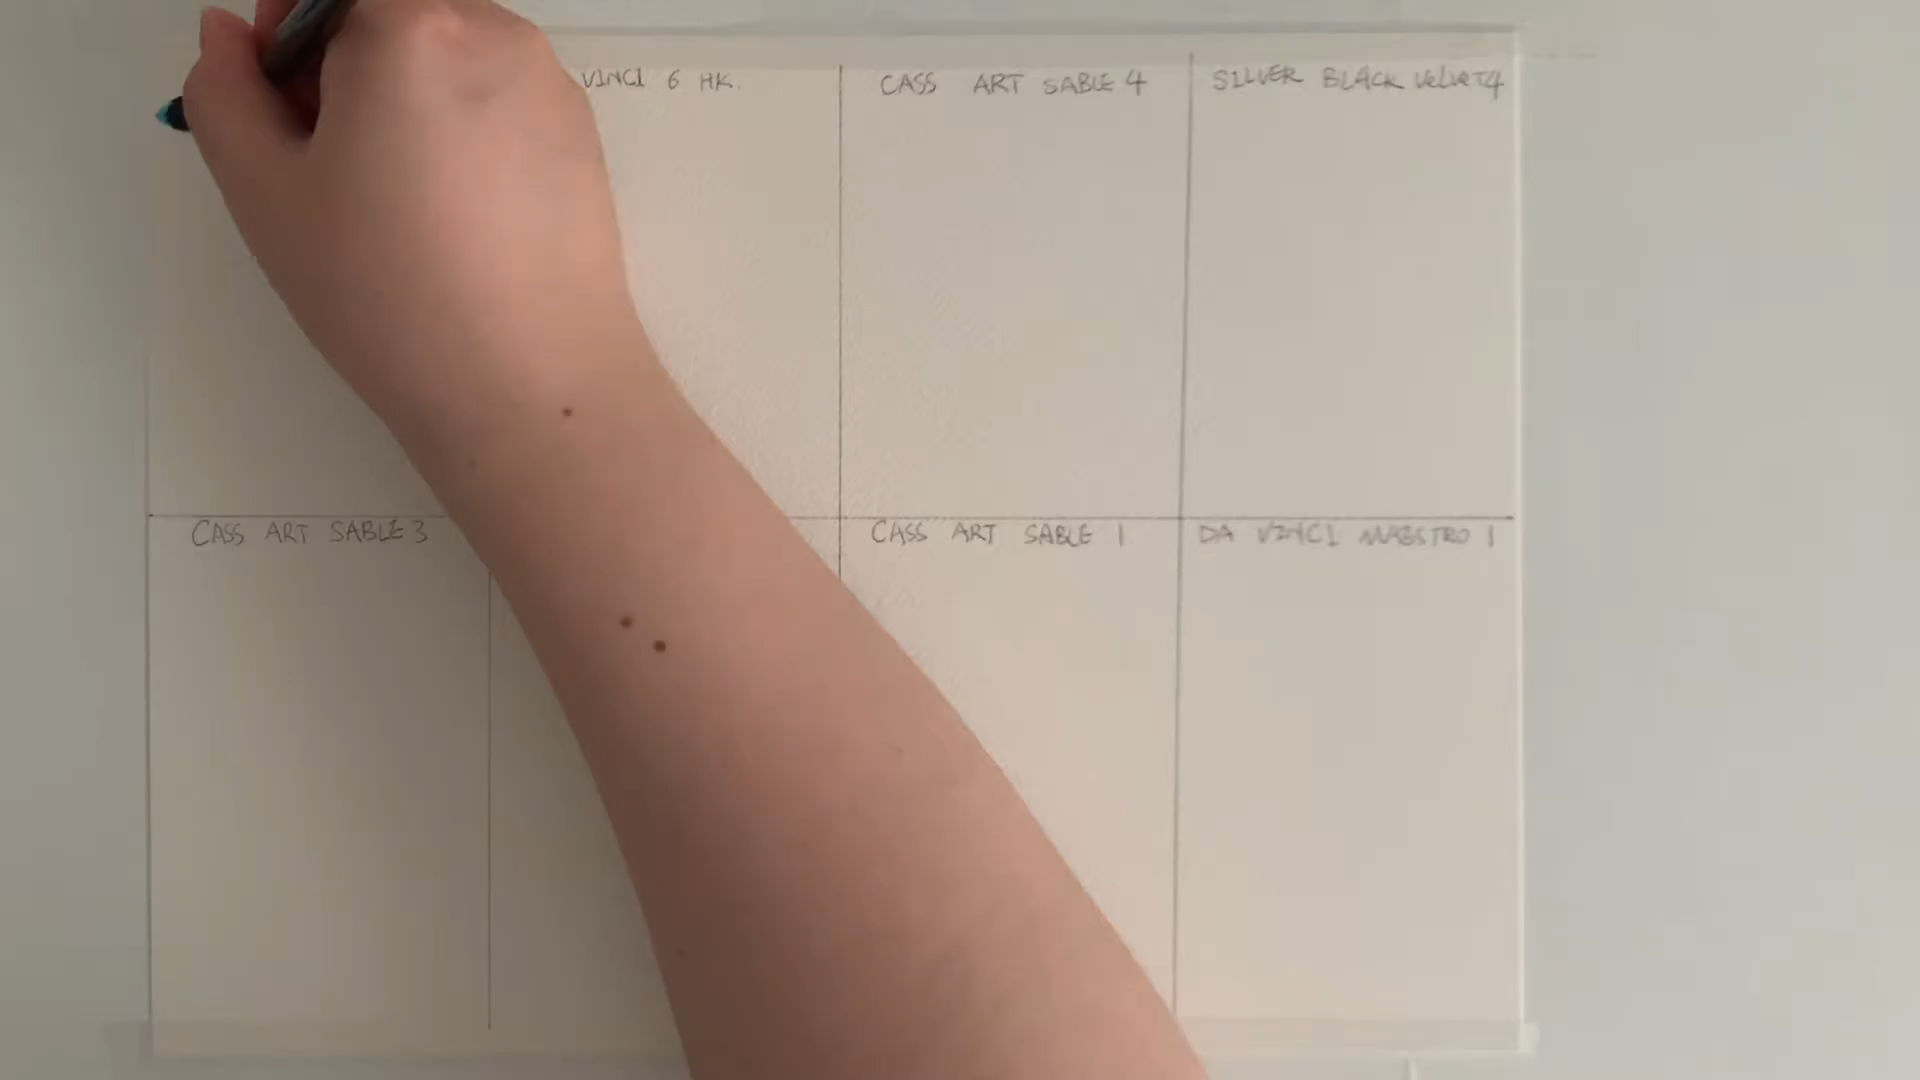 VINCI 6 HK.
CASS ART SABLE 4
SILVER BLACK VELVET 4
CASS ART SABLE 3
CASS ART SABLE 1
DA VINCI MAESTRO 1